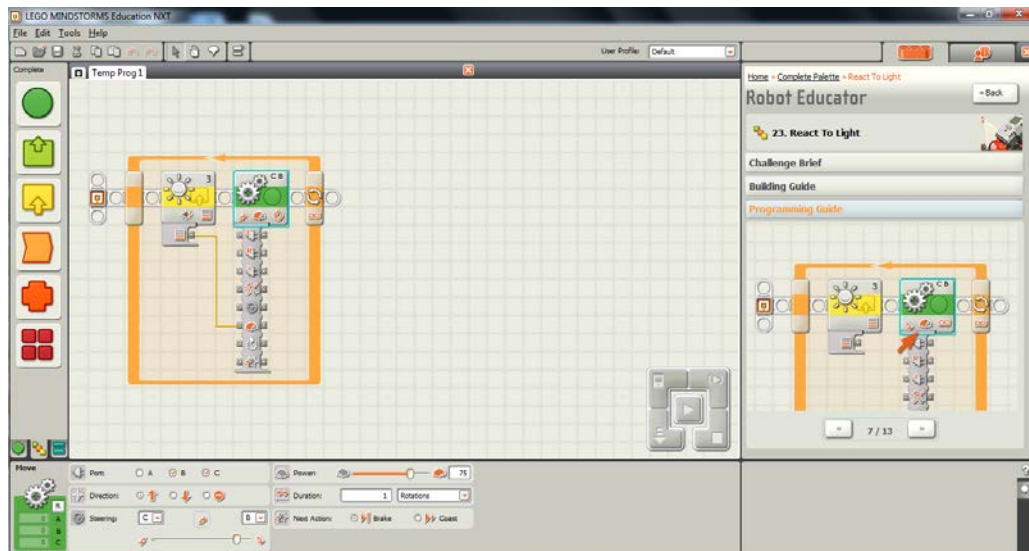 LEGO MINDSTORMS Education NXT
File Edit Tools Help
User Profile: Default
Complete
Temp Prog 1
3
C B
Home » Complete Palette » React To Light
Robot Educator
« Back
23. React To Light
Challenge Brief
Building Guide
Programming Guide
3
C B
7 / 13
Move
Port: A B C
Power: 75
Direction:
Duration: 1 Rotations
Steering: C B
Next Action: Brake Coast
A
B
C